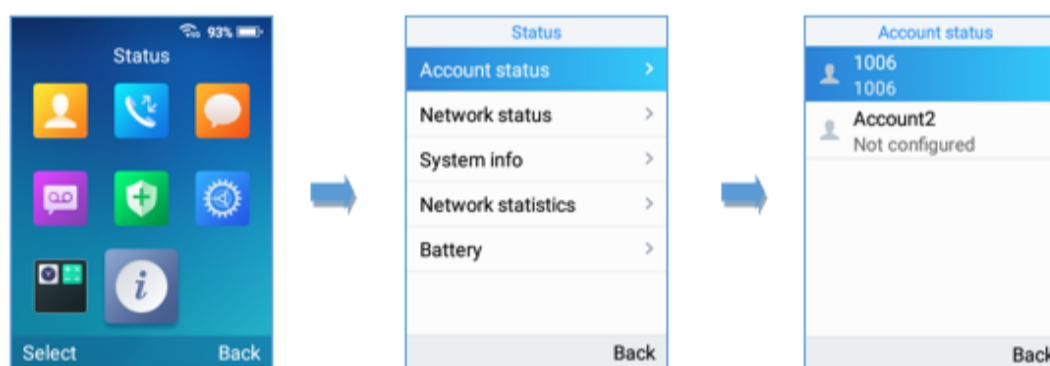 93%
Status
Select Back
Status
Account status
Network status
System info
Network statistics
Battery
Back
Account status
1006
1006
Account2
Not configured
Back